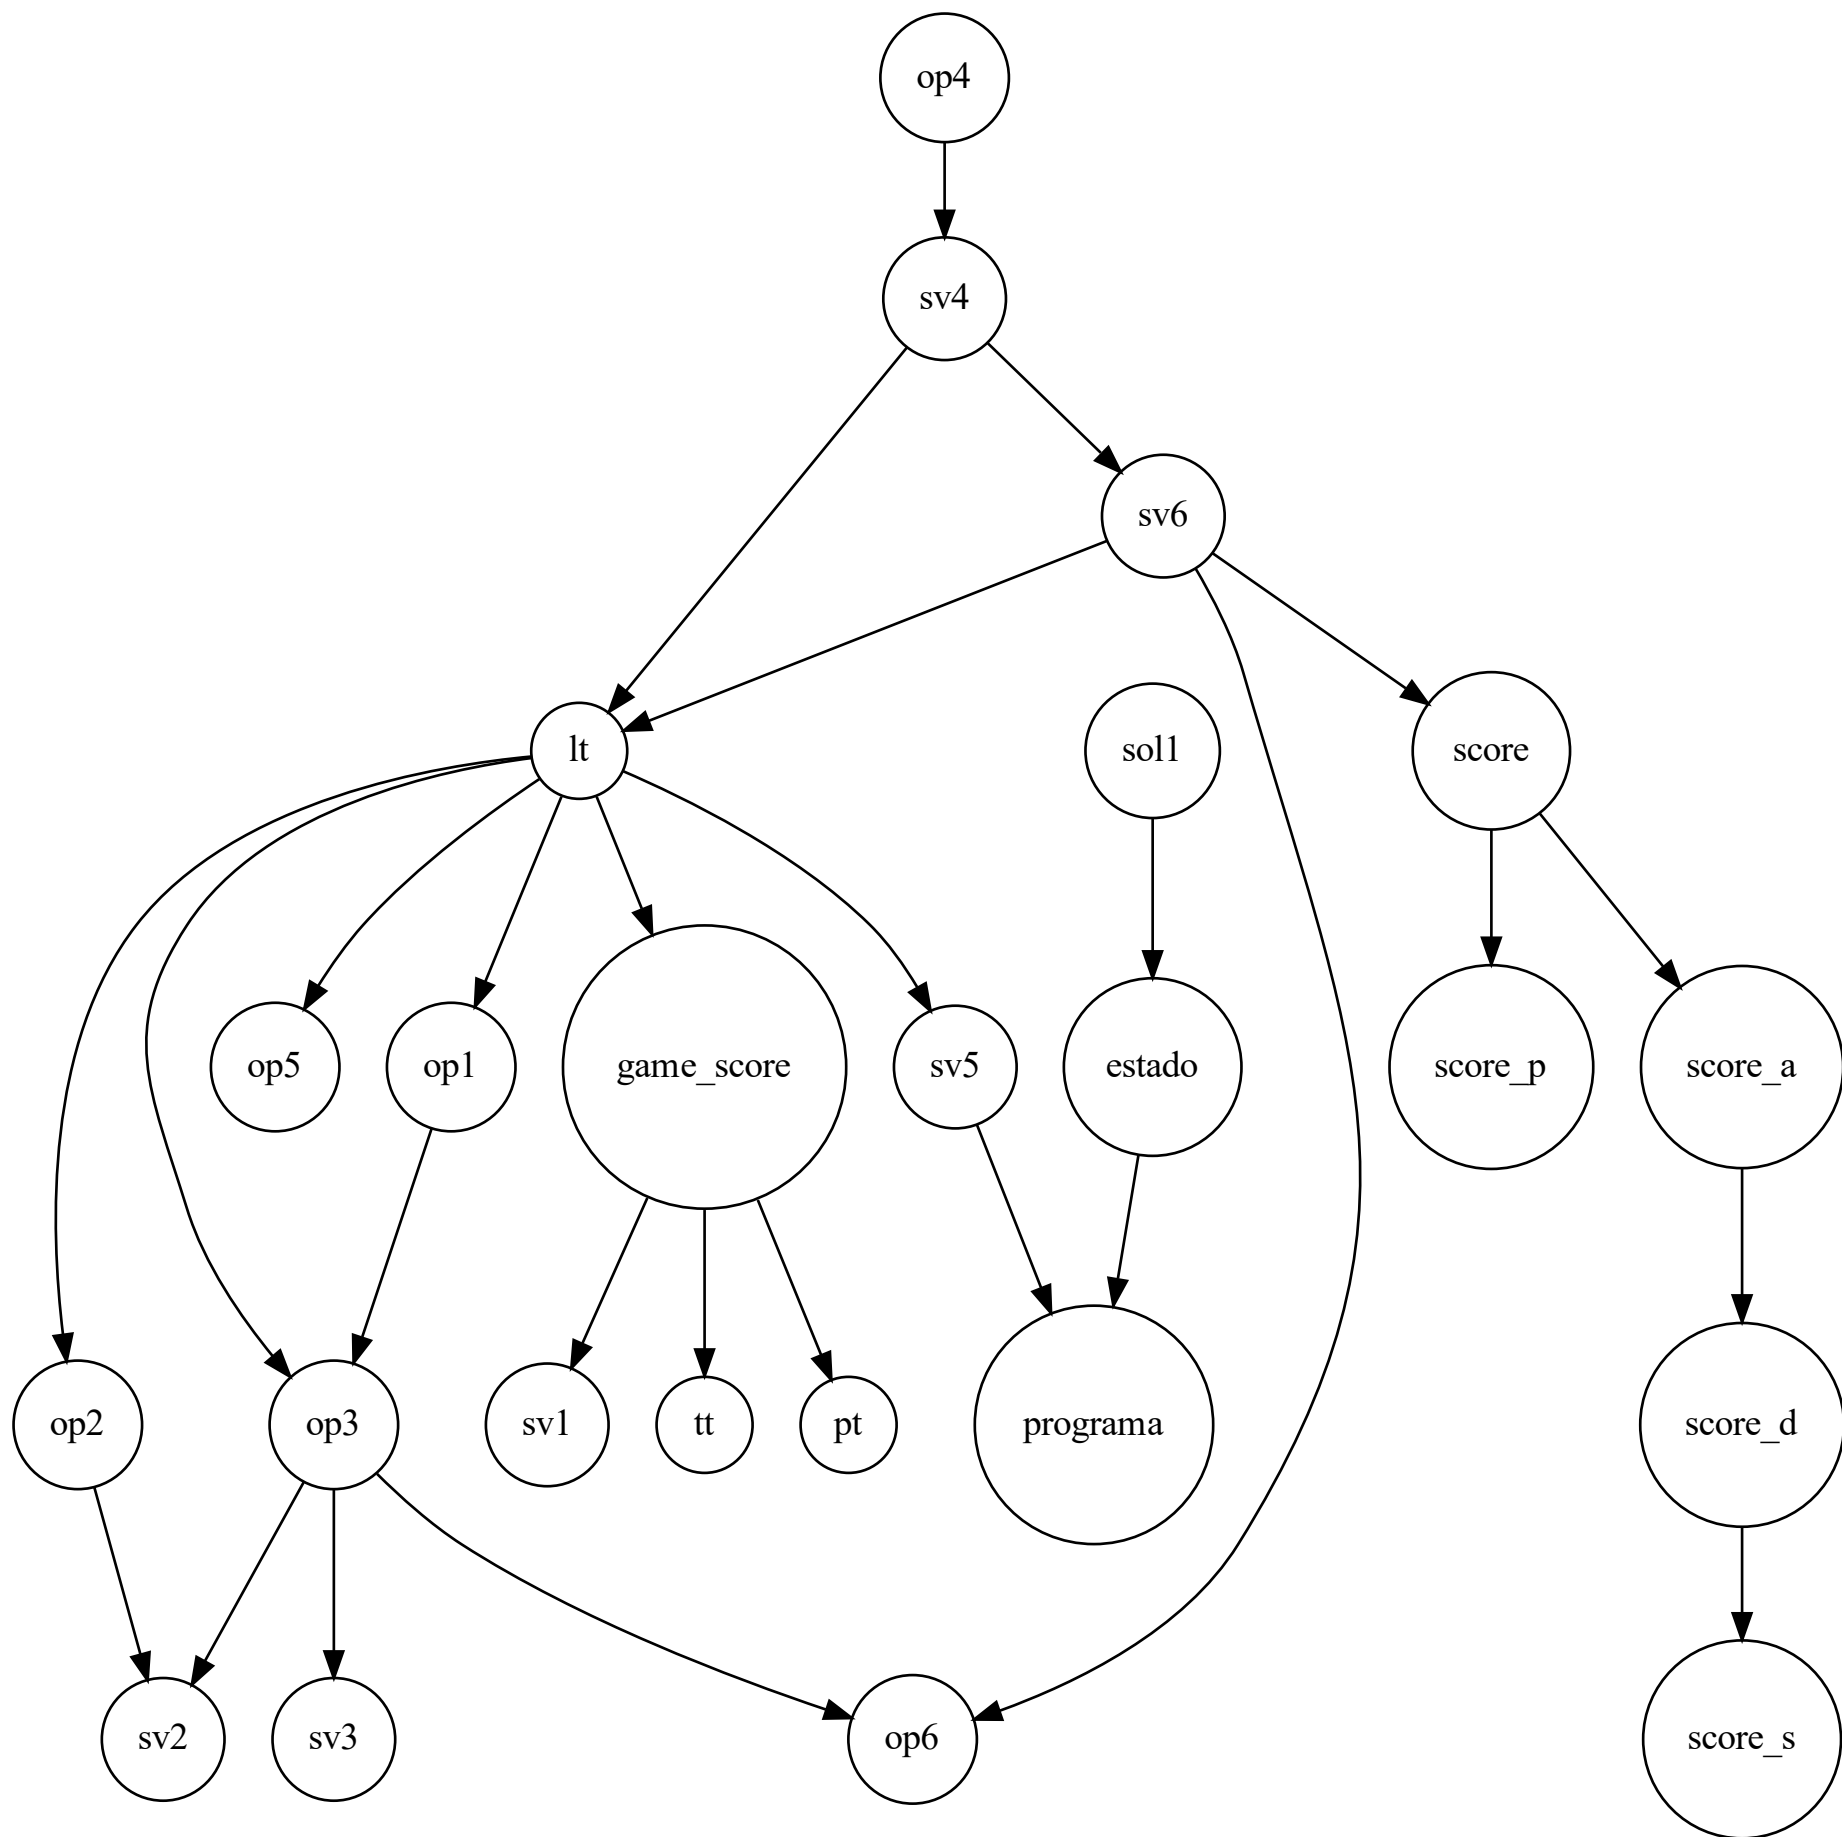 op4
sv4
sv6
lt
sol1
score
op5
op1
game_score
sv5
estado
score_p
score_a
op2
op3
sv1
tt
pt
programa
score_d
sv2
sv3
op6
score_s